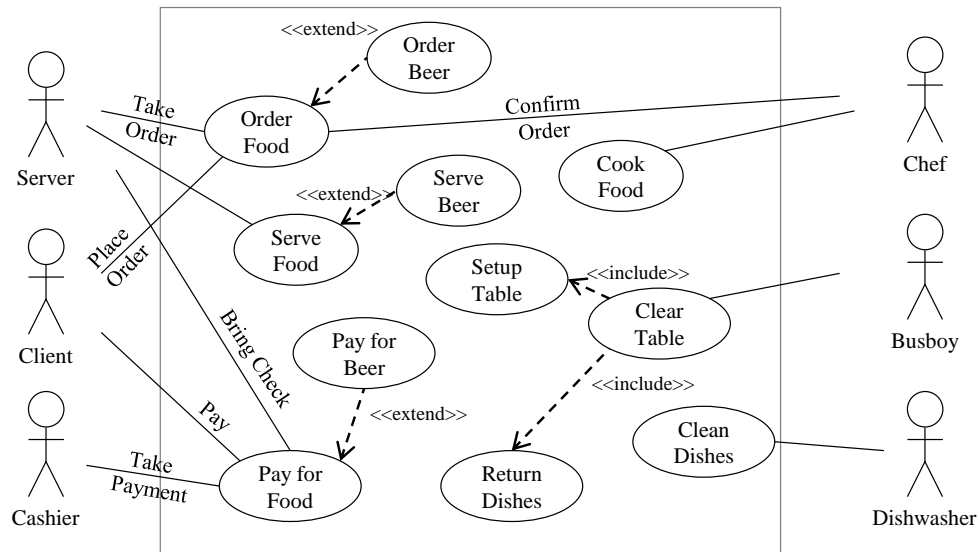 <<extend>>
Order
Beer
Take
Order
Order
Food
Confirm
Order
Server
Chef
Cook
Food
<<extend>>
Serve
Beer
Place
Order
Serve
Food
Setup
Table
<<include>>
Clear
Table
Client
Busboy
Bring Check
Pay for
Beer
<<include>>
<<extend>>
Pay
Clean
Dishes
Take
Payment
Pay for
Food
Return
Dishes
Cashier
Dishwasher